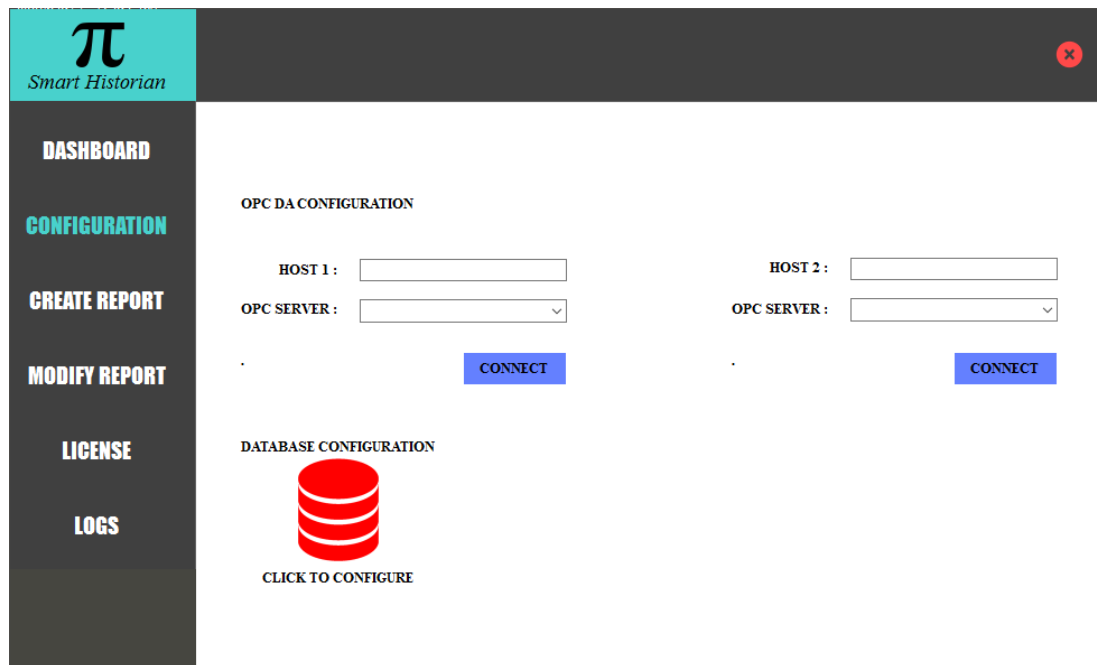 π
Smart Historian
DASHBOARD
CONFIGURATION
CREATE REPORT
MODIFY REPORT
LICENSE
LOGS
OPC DA CONFIGURATION
HOST 1 :
OPC SERVER :
.
CONNECT
HOST 2 :
OPC SERVER :
.
CONNECT
DATABASE CONFIGURATION
CLICK TO CONFIGURE